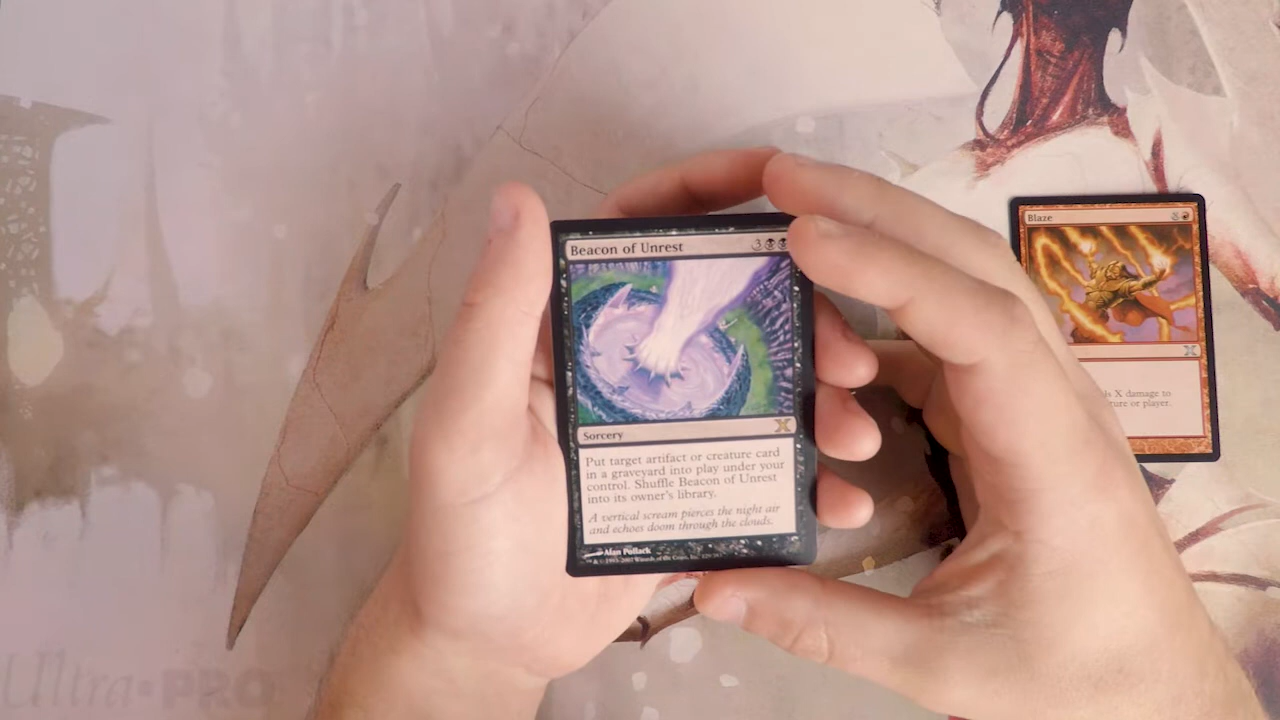 Beacon of Unrest
3
Sorcery
X
Put target artifact or creature card
in a graveyard into play under your
control. Shuffle Beacon of Unrest
into its owner's library.
A vertical scream pierces the night air
and echoes doom through the clouds.
Alan Pollack
Blaze
X
X
X damage to
or player.
Ultra•PRO